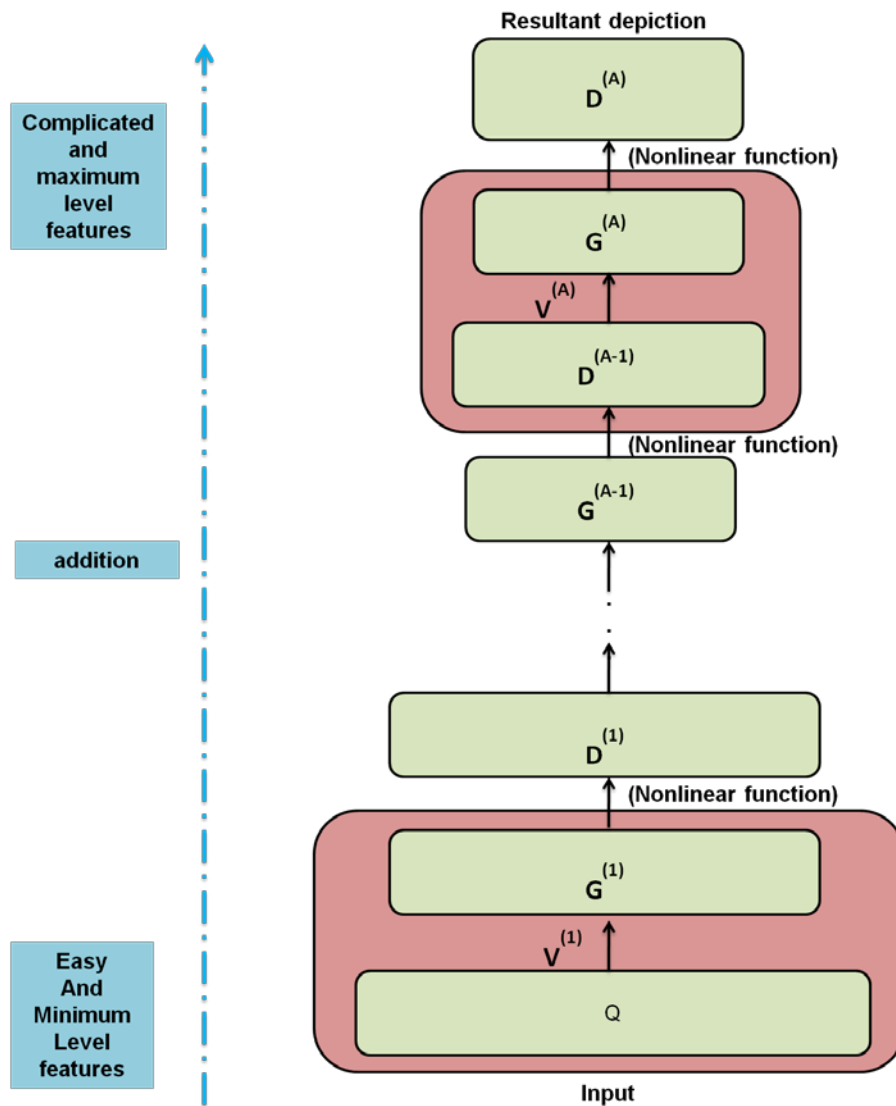 Resultant depiction
D^(A)
(Nonlinear function)
G^(A)
V^(A)
D^(A-1)
(Nonlinear function)
G^(A-1)
.
.
D^(1)
(Nonlinear function)
G^(1)
V^(1)
Q
Input
Complicated
and
maximum
level
features
addition
Easy
And
Minimum
Level
features